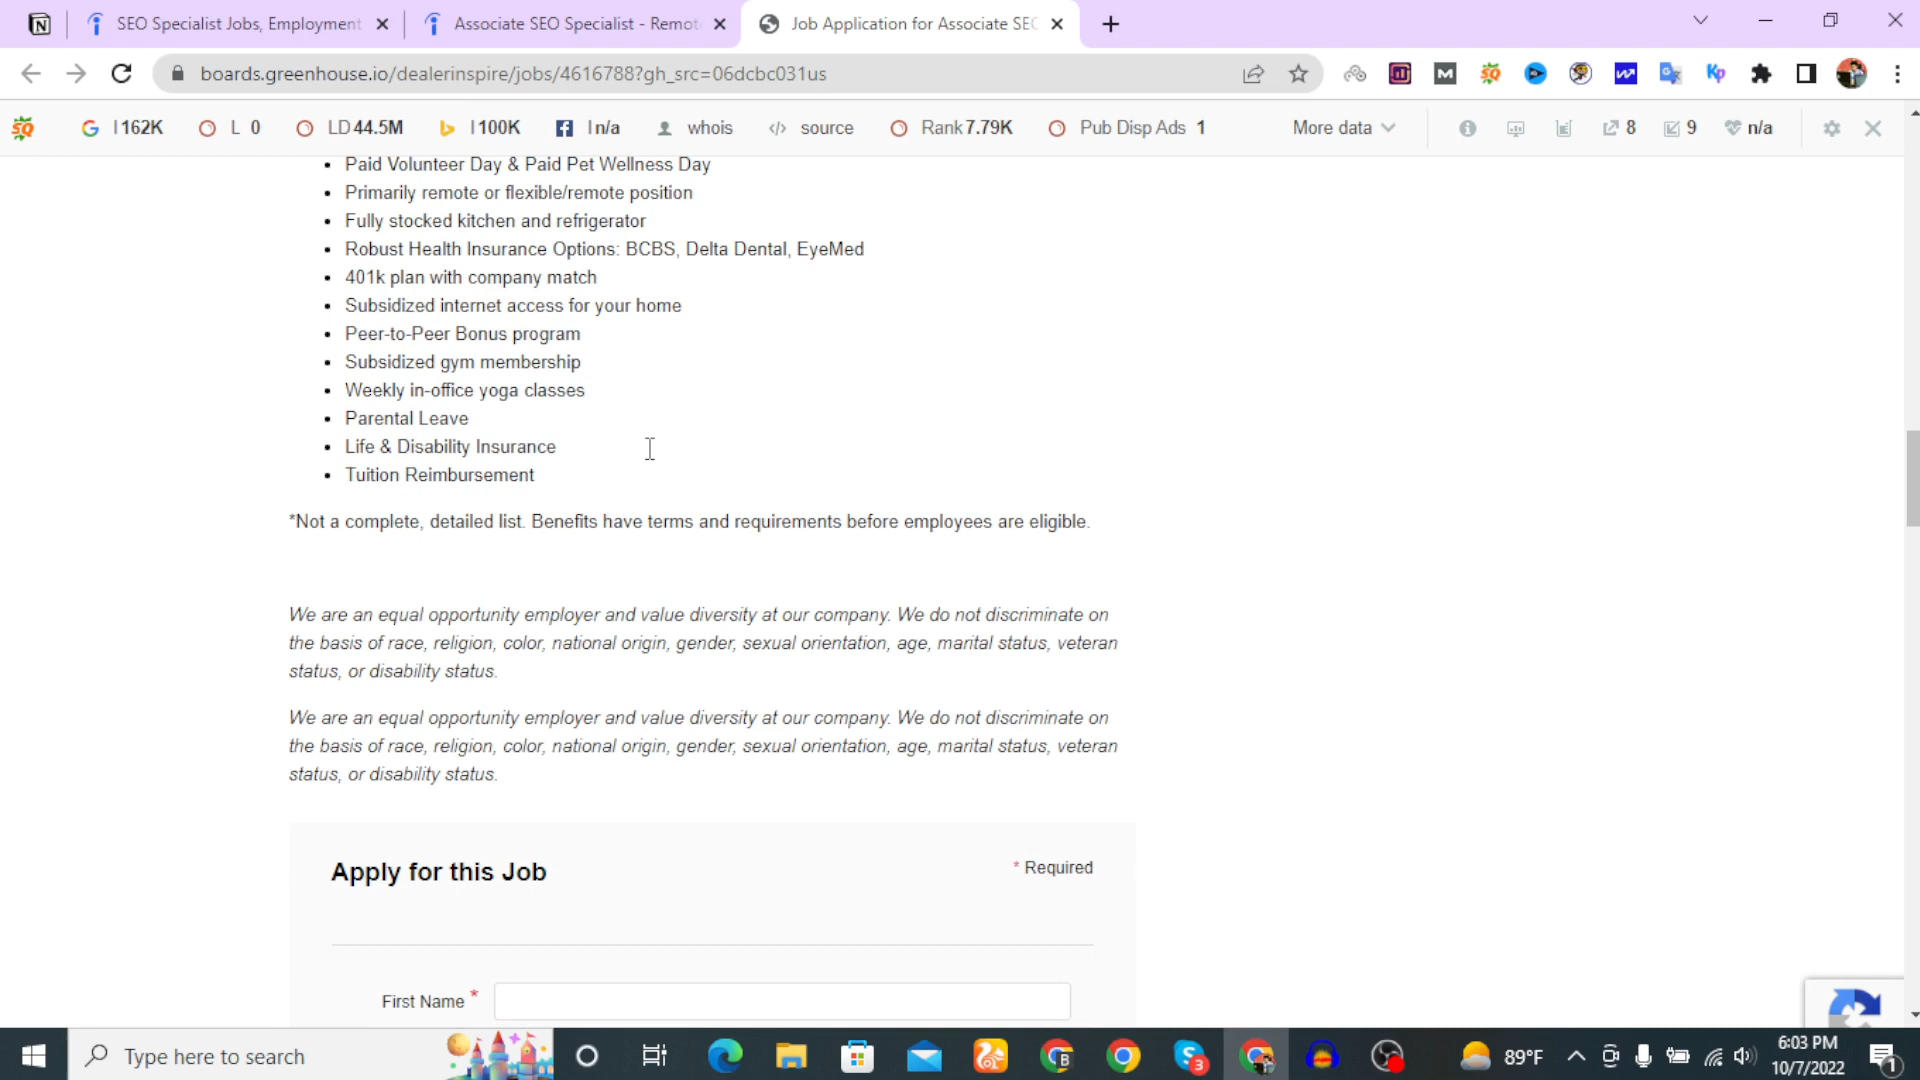 SEO Specialist Jobs, Employment
Associate SEO Specialist - Remot
Job Application for Associate SEO
boards.greenhouse.io/dealerinspire/jobs/4616788?gh_src=06dcbc031us
I 162K
L 0
LD 44.5M
I 100K
I n/a
whois
source
Rank 7.79K
Pub Disp Ads 1
More data
8
9
n/a
• Paid Volunteer Day & Paid Pet Wellness Day
• Primarily remote or flexible/remote position
• Fully stocked kitchen and refrigerator
• Robust Health Insurance Options: BCBS, Delta Dental, EyeMed
• 401k plan with company match
• Subsidized internet access for your home
• Peer-to-Peer Bonus program
• Subsidized gym membership
• Weekly in-office yoga classes
• Parental Leave
• Life & Disability Insurance
• Tuition Reimbursement
*Not a complete, detailed list. Benefits have terms and requirements before employees are eligible.
We are an equal opportunity employer and value diversity at our company. We do not discriminate on
the basis of race, religion, color, national origin, gender, sexual orientation, age, marital status, veteran
status, or disability status.
We are an equal opportunity employer and value diversity at our company. We do not discriminate on
the basis of race, religion, color, national origin, gender, sexual orientation, age, marital status, veteran
status, or disability status.
Apply for this Job
* Required
First Name *
Type here to search
89°F
6:03 PM
10/7/2022